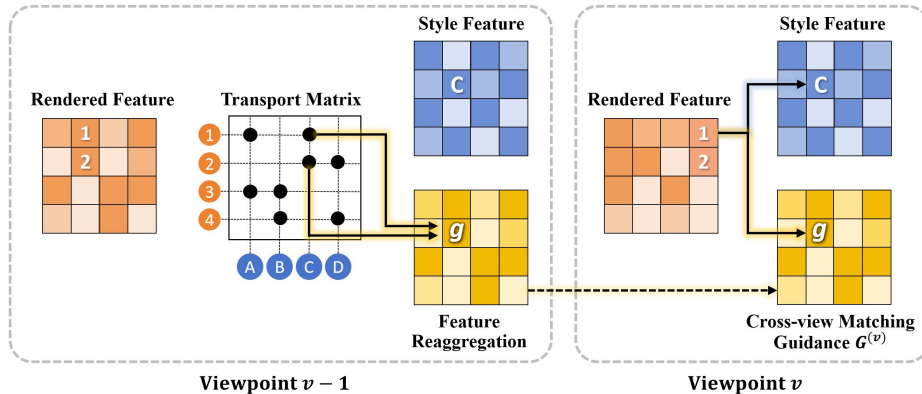 Style Feature
C
Rendered Feature
1
2
Transport Matrix
1
2
3
4
A B C D
g
Feature
Reaggregation
Viewpoint v − 1
Style Feature
C
Rendered Feature
1
2
g
Cross-view Matching
Guidance G^(v)
Viewpoint v